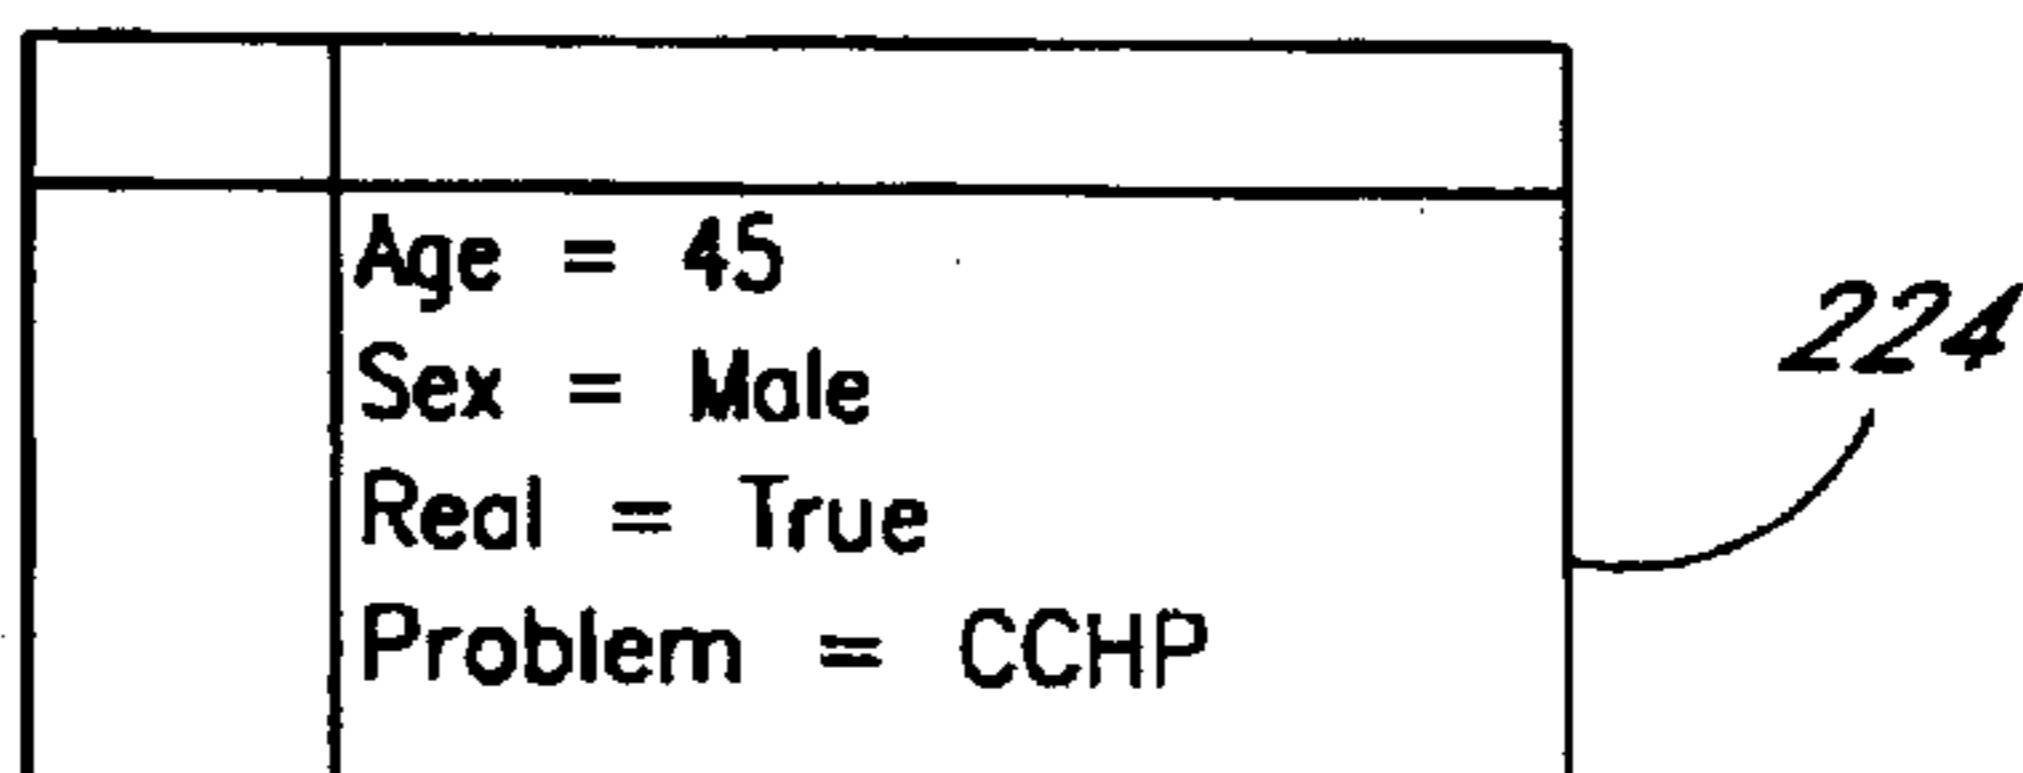 Age = 45
Sex = Male
Real = True
Problem = CCHP
224